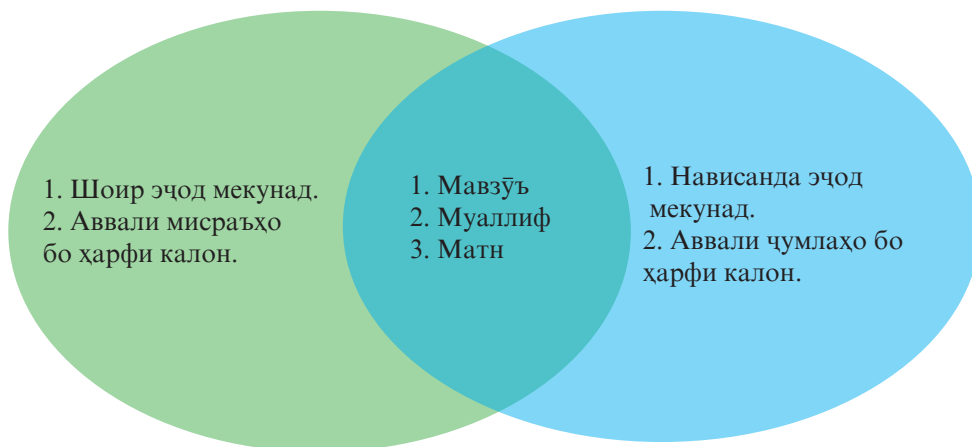 1. Шоир эҷод мекунад.
2. Аввали мисраъҳо
бо ҳарфи калон.
1. Мавзӯъ
2. Муаллиф
3. Матн
1. Нависанда эҷод
мекунад.
2. Аввали ҷумлаҳо бо
ҳарфи калон.